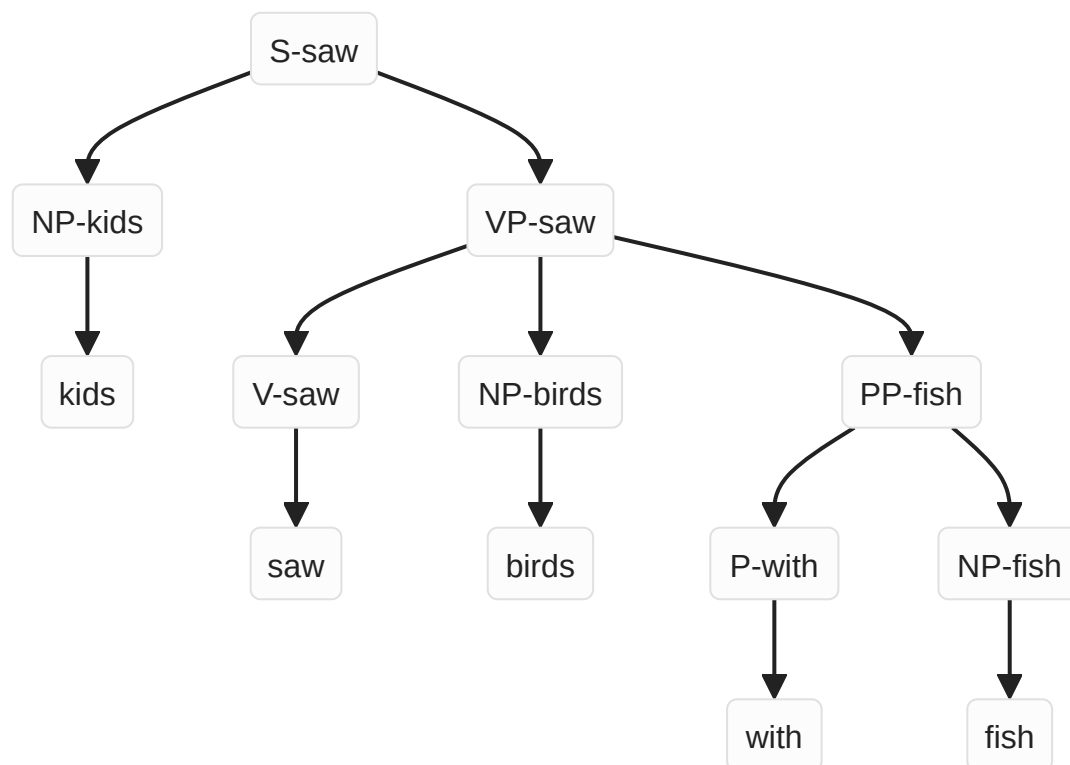 S-saw
NP-kids
VP-saw
kids
V-saw
NP-birds
PP-fish
saw
birds
P-with
NP-fish
with
fish